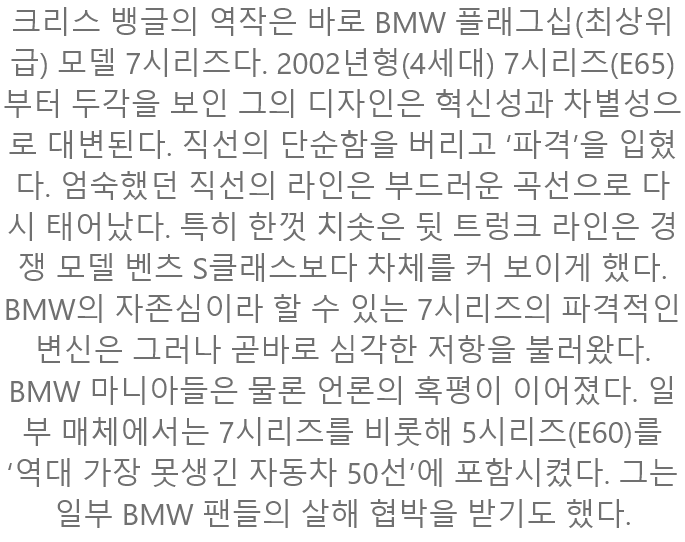 크리스 뱅글의 역작은 바로 BMW 플래그십(최상위
급) 모델 7시리즈다. 2002년형(4세대) 7시리즈(E65)
부터 두각을 보인 그의 디자인은 혁신성과 차별성으
로 대변된다. 직선의 단순함을 버리고 ‘파격’을 입혔
다. 엄숙했던 직선의 라인은 부드러운 곡선으로 다
시 태어났다. 특히 한껏 치솟은 뒷 트렁크 라인은 경
쟁 모델 벤츠 S클래스보다 차체를 커 보이게 했다.
BMW의 자존심이라 할 수 있는 7시리즈의 파격적인
변신은 그러나 곧바로 심각한 저항을 불러왔다.
BMW 마니아들은 물론 언론의 혹평이 이어졌다. 일
부 매체에서는 7시리즈를 비롯해 5시리즈(E60)를
‘역대 가장 못생긴 자동차 50선’에 포함시켰다. 그는
일부 BMW 팬들의 살해 협박을 받기도 했다.